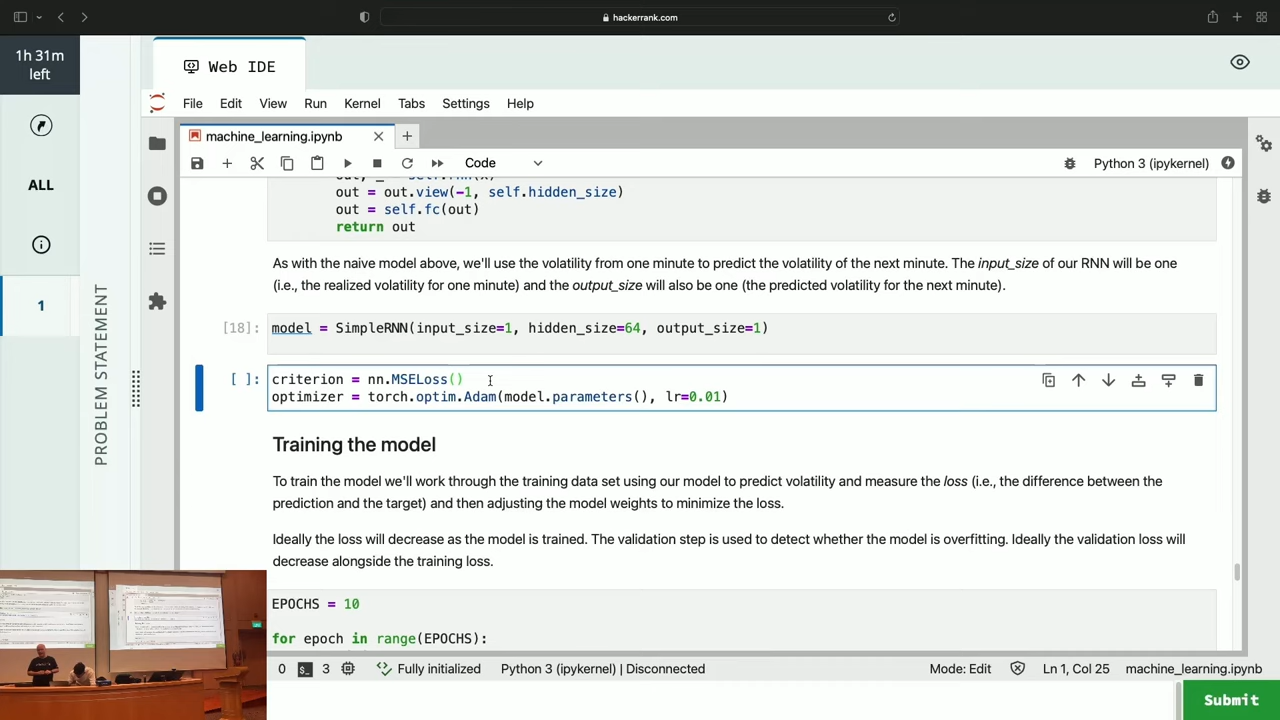 hackerrank.com
1h 31m
left
Web IDE
File Edit View Run Kernel Tabs Settings Help
machine_learning.ipynb
Code
Python 3 (ipykernel)
ALL
1
PROBLEM STATEMENT
out = out.view(-1, self.hidden_size)
out = self.fc(out)
return out
As with the naive model above, we'll use the volatility from one minute to predict the volatility of the next minute. The input_size of our RNN will be one
(i.e., the realized volatility for one minute) and the output_size will also be one (the predicted volatility for the next minute).
[18]: model = SimpleRNN(input_size=1, hidden_size=64, output_size=1)
[ ]: criterion = nn.MSELoss()
optimizer = torch.optim.Adam(model.parameters(), lr=0.01)
Training the model
To train the model we'll work through the training data set using our model to predict volatility and measure the loss (i.e., the difference between the
prediction and the target) and then adjusting the model weights to minimize the loss.
Ideally the loss will decrease as the model is trained. The validation step is used to detect whether the model is overfitting. Ideally the validation loss will
decrease alongside the training loss.
EPOCHS = 10
for epoch in range(EPOCHS):
0 3 Fully initialized Python 3 (ipykernel) | Disconnected Mode: Edit Ln 1, Col 25 machine_learning.ipynb
Submit